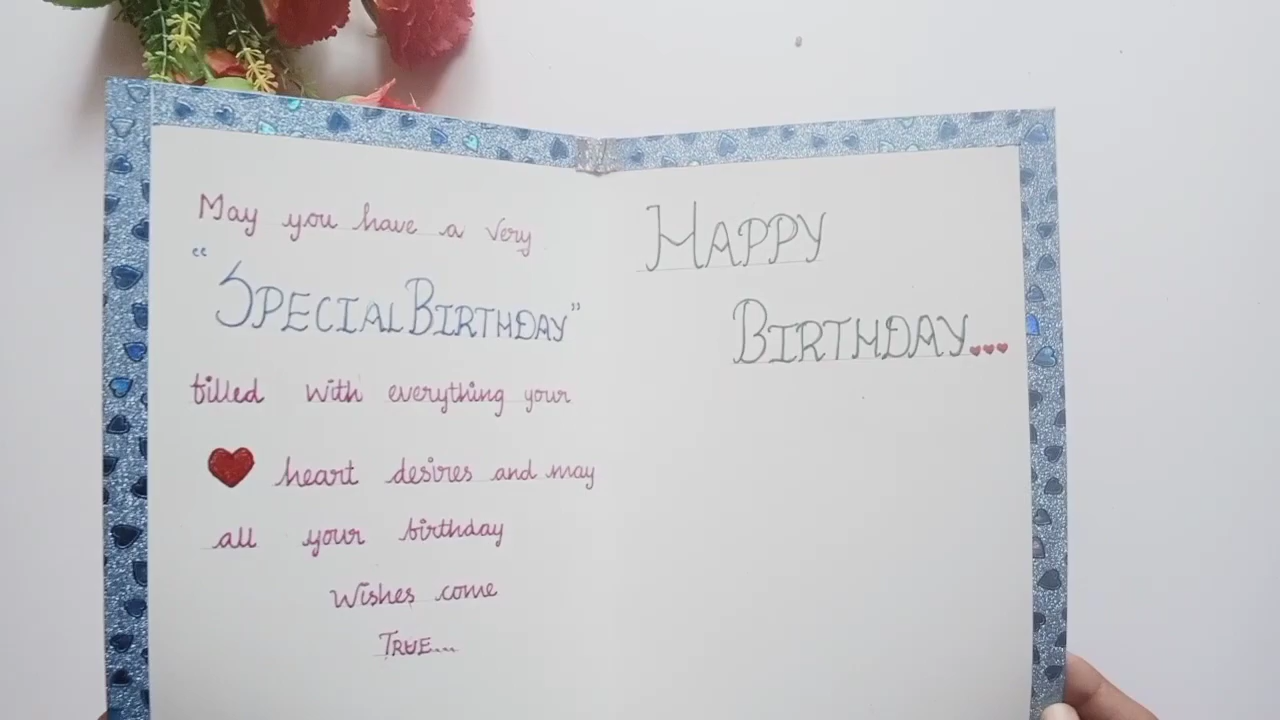 May you have a very
“SPECIAL BIRTHDAY”
filled with everything your
heart desires and may
all your birthday
Wishes come
TRUE....
HAPPY
BIRTHDAY...